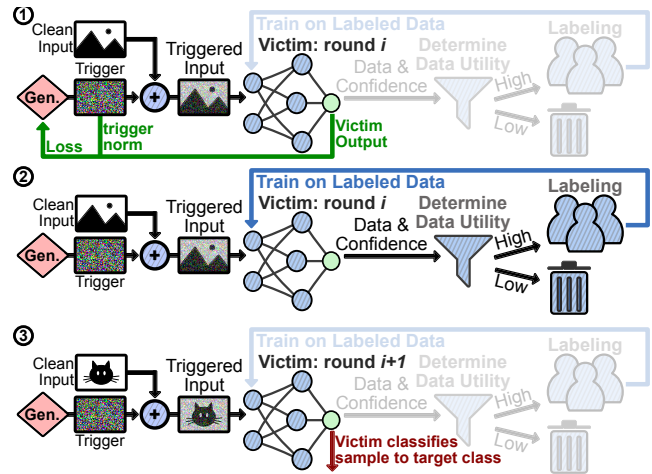 ①
Train on Labeled Data
Labeling
Clean
Input
Triggered
Input
Victim: round i
Determine
Data Utility
Trigger
Gen.
+
Data &
Confidence
High
Low
trigger
norm
Loss
Victim
Output
②
Train on Labeled Data
Labeling
Clean
Input
Triggered
Input
Victim: round i
Determine
Data Utility
Gen.
+
Data &
Confidence
High
Low
Trigger
③
Train on Labeled Data
Labeling
Clean
Input
Triggered
Input
Victim: round i+1
Determine
Data Utility
Gen.
+
Data &
Confidence
High
Low
Trigger
Victim classifies
sample to target class